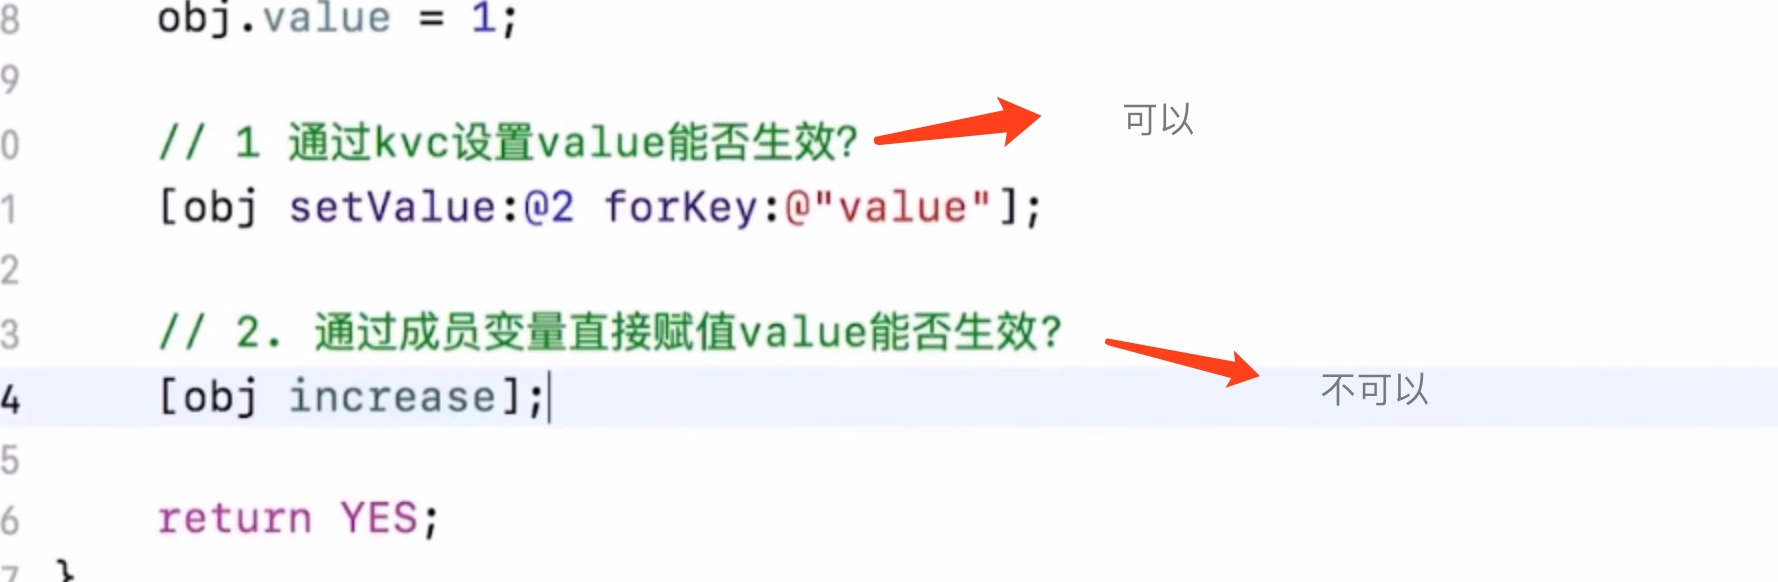 8 obj.value = 1;
9
0 // 1 通过kvc设置value能否生效? 可以
1 [obj setValue:@2 forKey:@"value"];
2
3 // 2. 通过成员变量直接赋值value能否生效?
4 [obj increase]; 不可以
5
6 return YES;
7 }